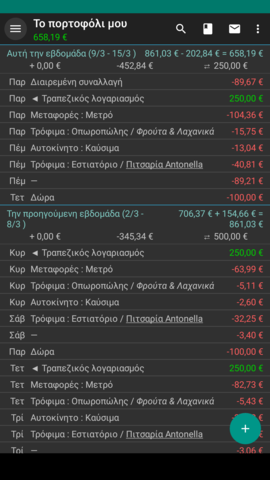 Το πορτοφόλι μου
658,19 €
Αυτή την εβδομάδα (9/3 - 15/3 ) 861,03 € - 202,84 € = 658,19 €
+ 0,00 € -452,84 € ⇄ 250,00 €
Παρ Διαιρεμένη συναλλαγή -89,67 €
Παρ ◄ Τραπεζικός λογαριασμός 250,00 €
Παρ Μεταφορές : Μετρό -104,36 €
Παρ Τρόφιμα : Οπωροπώλης / Φρούτα & Λαχανικά -15,75 €
Πέμ Αυτοκίνητο : Καύσιμα -13,04 €
Πέμ Τρόφιμα : Εστιατόριο / Πιτσαρία Antonella -40,81 €
Πέμ — -89,21 €
Τετ Δώρα -100,00 €
Την προηγούμενη εβδομάδα (2/3 - 706,37 € + 154,66 € =
8/3 ) 861,03 €
+ 0,00 € -345,34 € ⇄ 500,00 €
Κυρ ◄ Τραπεζικός λογαριασμός 250,00 €
Κυρ Μεταφορές : Μετρό -63,99 €
Κυρ Τρόφιμα : Οπωροπώλης / Φρούτα & Λαχανικά -5,11 €
Κυρ Αυτοκίνητο : Καύσιμα -2,60 €
Σάβ Τρόφιμα : Εστιατόριο / Πιτσαρία Antonella -32,25 €
Σάβ — -3,40 €
Παρ Δώρα -100,00 €
Τετ ◄ Τραπεζικός λογαριασμός 250,00 €
Τετ Μεταφορές : Μετρό -82,73 €
Τετ Τρόφιμα : Οπωροπώλης / Φρούτα & Λαχανικά -5,43 €
Τρί Αυτοκίνητο : Καύσιμα
Τρί Τρόφιμα : Εστιατόριο / Πιτσαρία Antonella
Τρί — -3,06 €